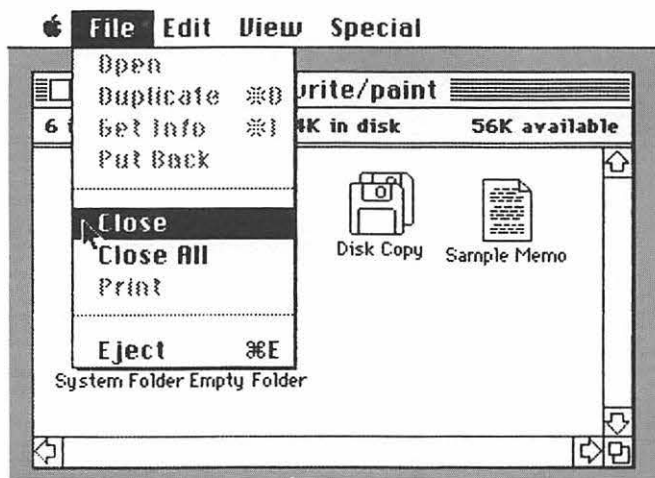 File Edit View Special
Open
Duplicate ⌘D
write/paint
Get Info ⌘I
6 4K in disk 56K available
Put Back
Close
Close All
Disk Copy
Sample Memo
Print
Eject ⌘E
System Folder Empty Folder